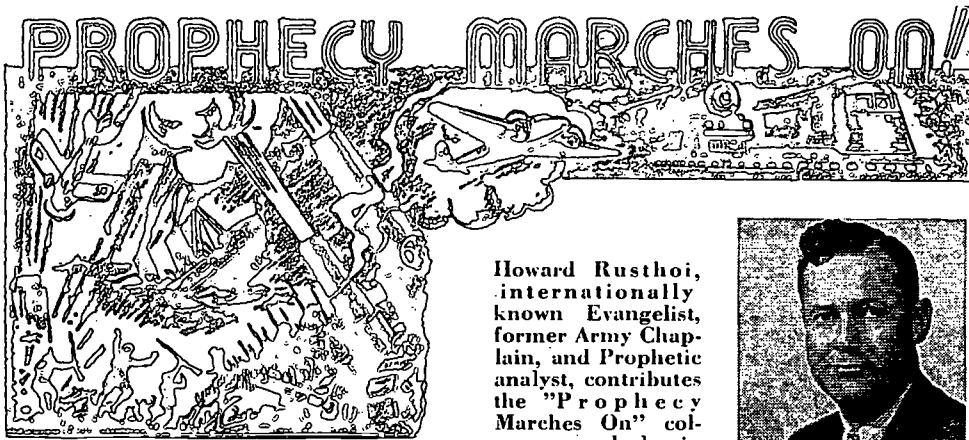 PROPHECY MARCHES ON!
Howard Rusthoi,
internationally
known Evangelist,
former Army Chap-
lain, and Prophetic
analyst, contributes
the "Prophecy
Marches On" col-